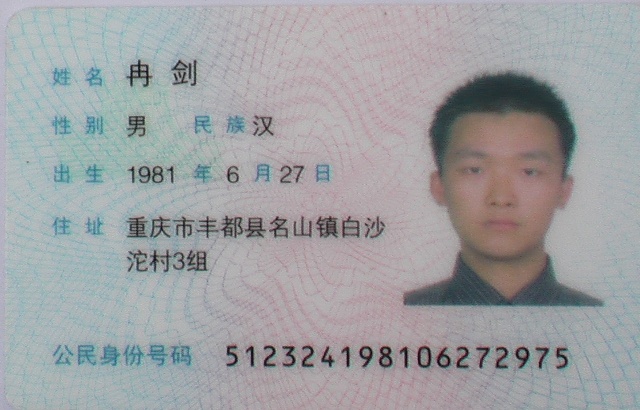 姓名 冉剑
性别 男 民族 汉
出生 1981 年 6 月 27 日
住址 重庆市丰都县名山镇白沙
沱村3组
公民身份号码 512324198106272975